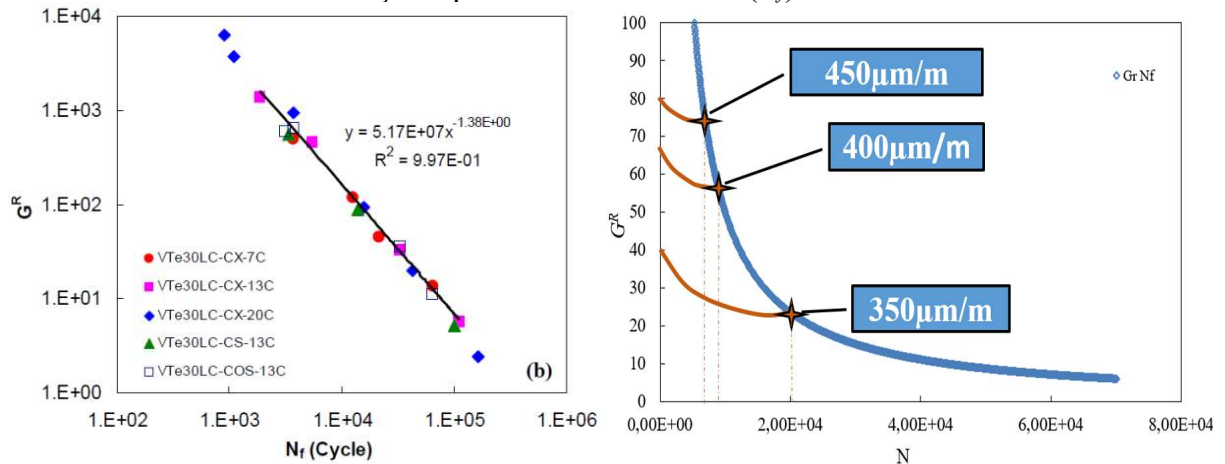 (N_f)
1.E+04
1.E+03
1.E+02
1.E+01
1.E+00
G^R
y = 5.17E+07x^-1.38E+00
R² = 9.97E-01
VTe30LC-CX-7C
VTe30LC-CX-13C
VTe30LC-CX-20C
VTe30LC-CS-13C
VTe30LC-COS-13C
(b)
1.E+02 1.E+03 1.E+04 1.E+05 1.E+06
N_f (Cycle)
100
90
80
70
60
50
40
30
20
10
0
G^R
450µm/m
400µm/m
350µm/m
Gr Nf
0,00E+00 2,00E+04 4,00E+04 6,00E+04 8,00E+04
N